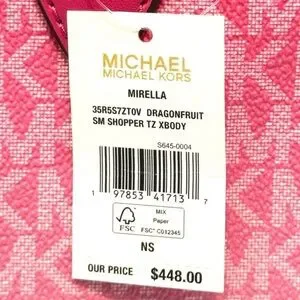 MICHAEL
MICHAEL KORS
MIRELLA
35R5S7ZT0V DRAGONFRUIT
SM SHOPPER TZ XBODY
S645-0004
1 97853 41713 7
FSC
MIX
Paper
FSC® C012345
NS
OUR PRICE $448.00